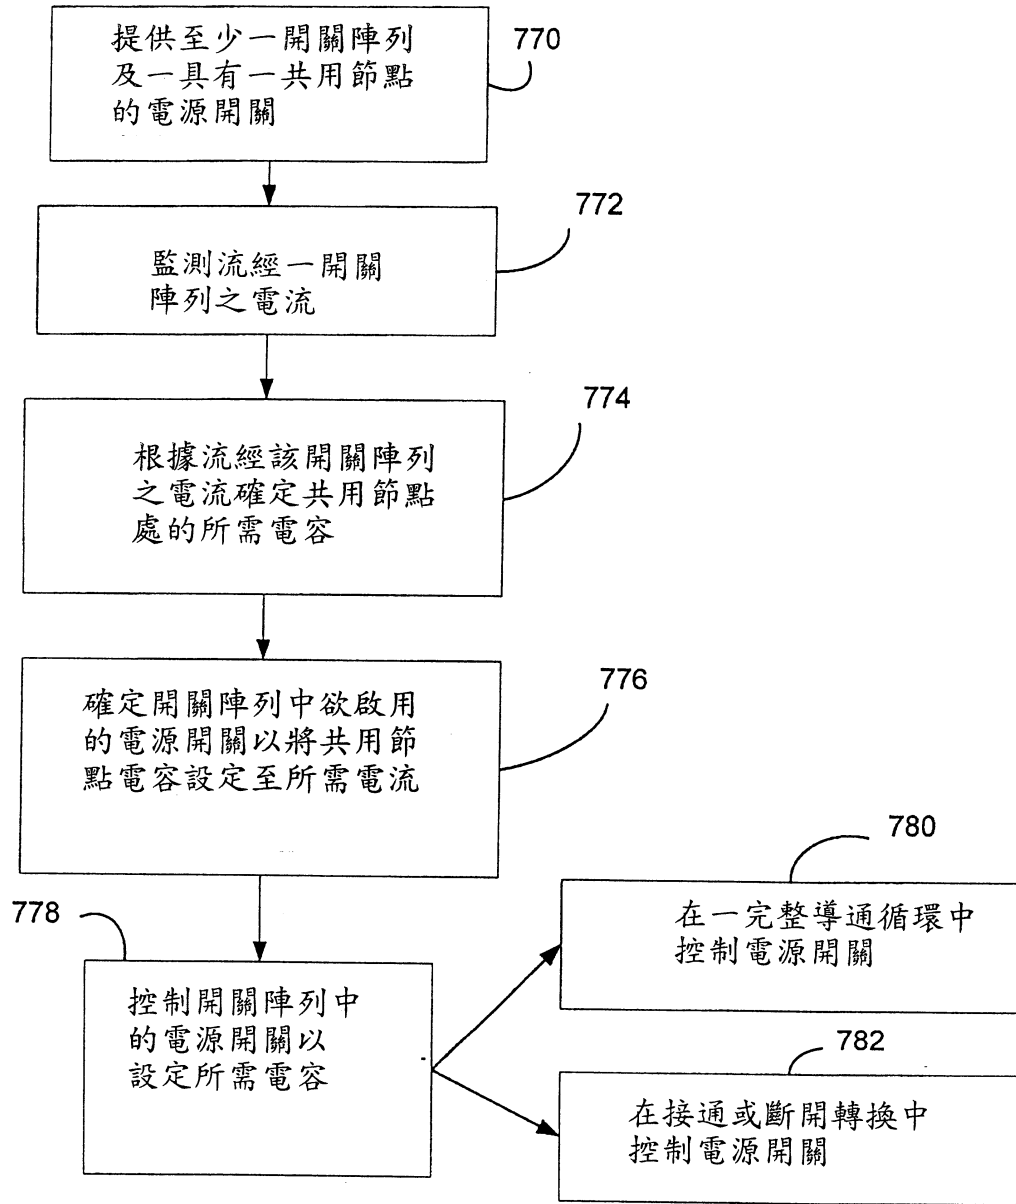 提供至少一開關陣列
及一具有一共用節點
的電源開關
770
監測流經一開關
陣列之電流
772
根據流經該開關陣列
之電流確定共用節點
處的所需電容
774
確定開關陣列中欲啟用
的電源開關以將共用節
點電容設定至所需電流
776
778
控制開關陣列中
的電源開關以
設定所需電容
780
在一完整導通循環中
控制電源開關
782
在接通或斷開轉換中
控制電源開關